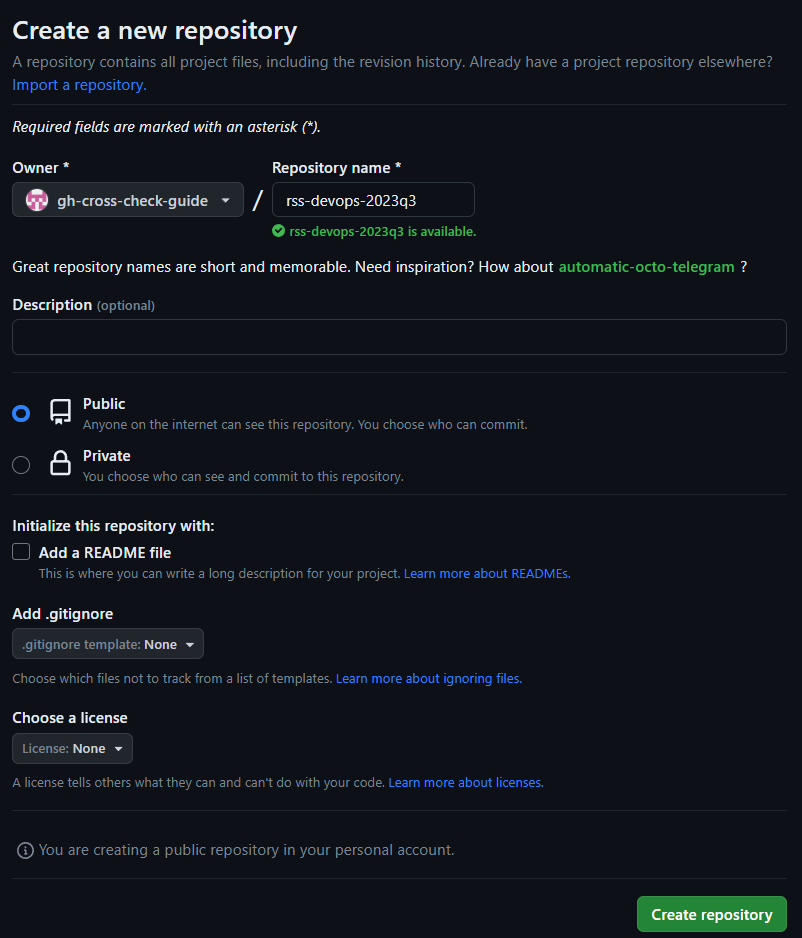 Create a new repository
A repository contains all project files, including the revision history. Already have a project repository elsewhere?
Import a repository.
Required fields are marked with an asterisk (*).
Owner * Repository name *
gh-cross-check-guide / rss-devops-2023q3
rss-devops-2023q3 is available.
Great repository names are short and memorable. Need inspiration? How about automatic-octo-telegram ?
Description (optional)
Public
Anyone on the internet can see this repository. You choose who can commit.
Private
You choose who can see and commit to this repository.
Initialize this repository with:
Add a README file
This is where you can write a long description for your project. Learn more about READMEs.
Add .gitignore
.gitignore template: None
Choose which files not to track from a list of templates. Learn more about ignoring files.
Choose a license
License: None
A license tells others what they can and can't do with your code. Learn more about licenses.
You are creating a public repository in your personal account.
Create repository